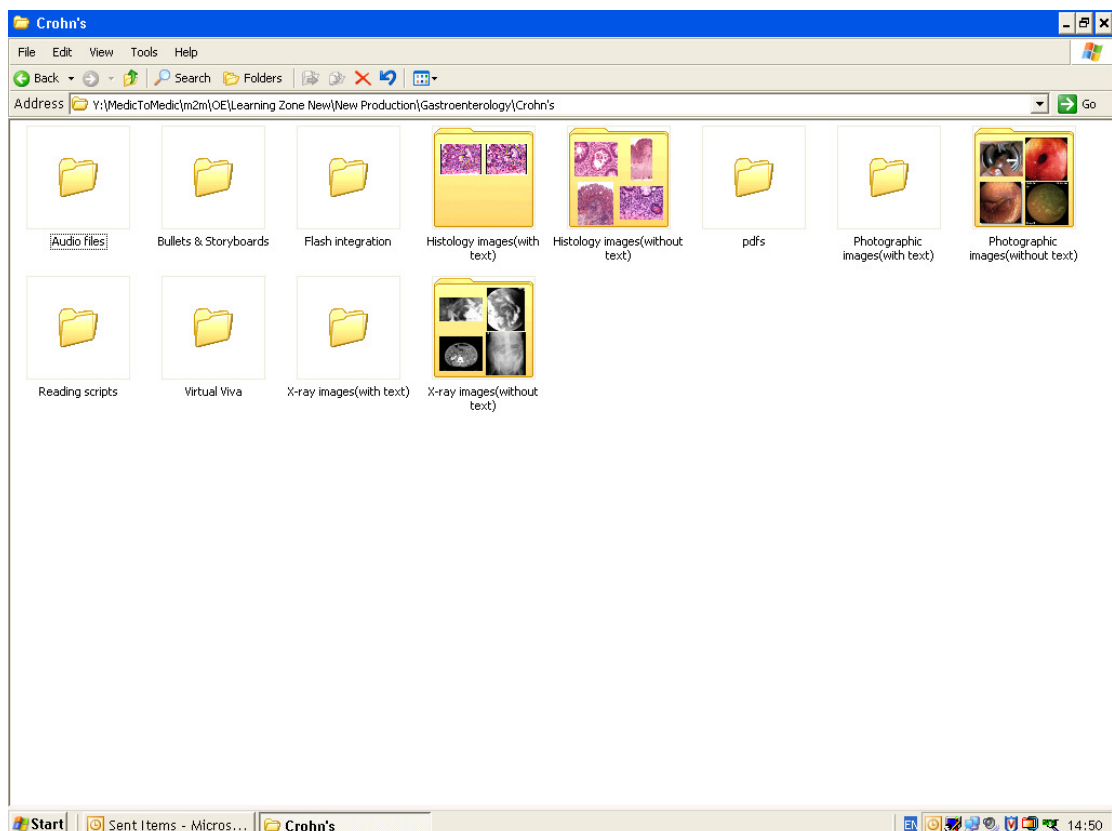 Crohn's
File Edit View Tools Help
Back Search Folders
Address Y:\MedicToMedic\m2m\OE\Learning Zone New\New Production\Gastroenterology\Crohn's Go
Audio files Bullets & Storyboards Flash integration Histology images(with Histology images(without pdfs Photographic Photographic
text) text) images(with text) images(without text)
Reading scripts Virtual Viva X-ray images(with text) X-ray images(without
text)
Start Sent Items - Micros... Crohn's EN 14:50